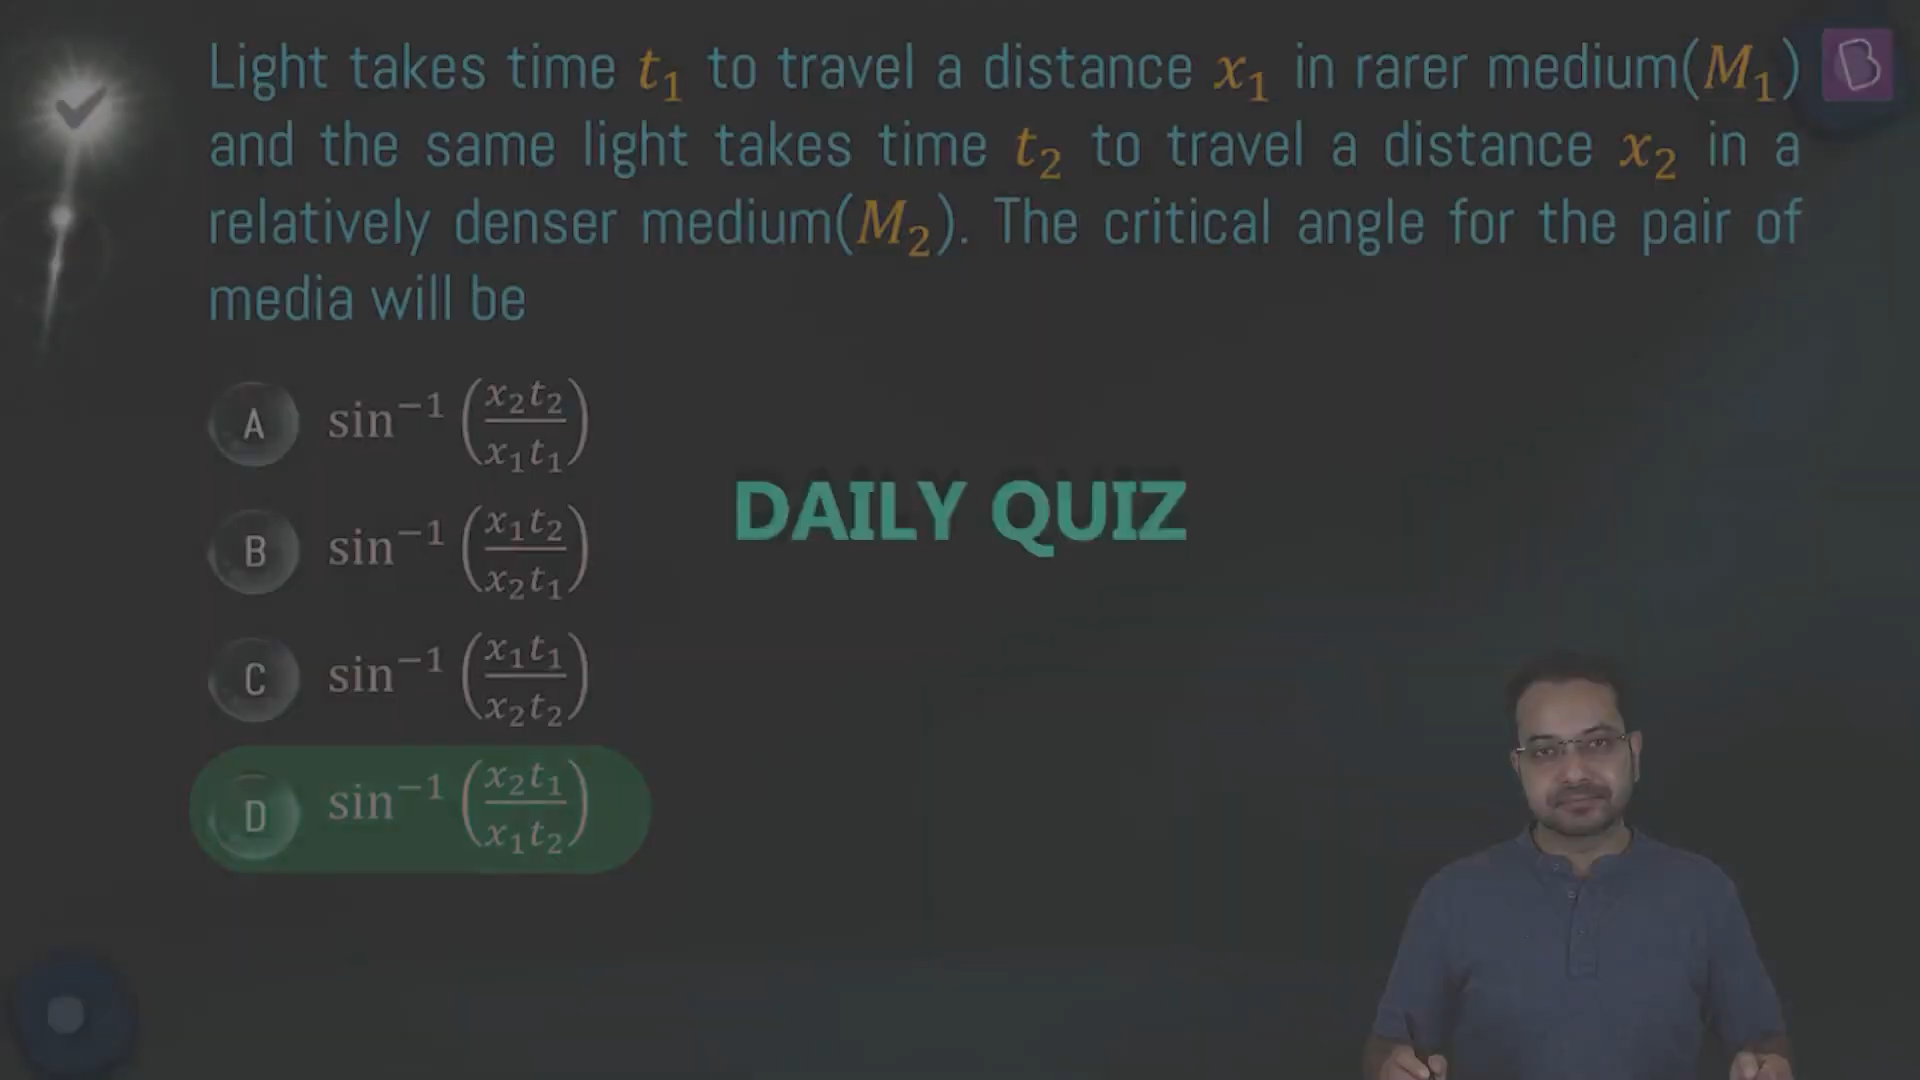 Light takes time t₁ to travel a distance x₁ in rarer medium(M₁)
and the same light takes time t₂ to travel a distance x₂ in a
relatively denser medium(M₂). The critical angle for the pair of
media will be
A sin⁻¹ (x₂t₂/x₁t₁)
B sin⁻¹ (x₁t₂/x₂t₁)
DAILY QUIZ
C sin⁻¹ (x₁t₁/x₂t₂)
D sin⁻¹ (x₂t₁/x₁t₂)
B